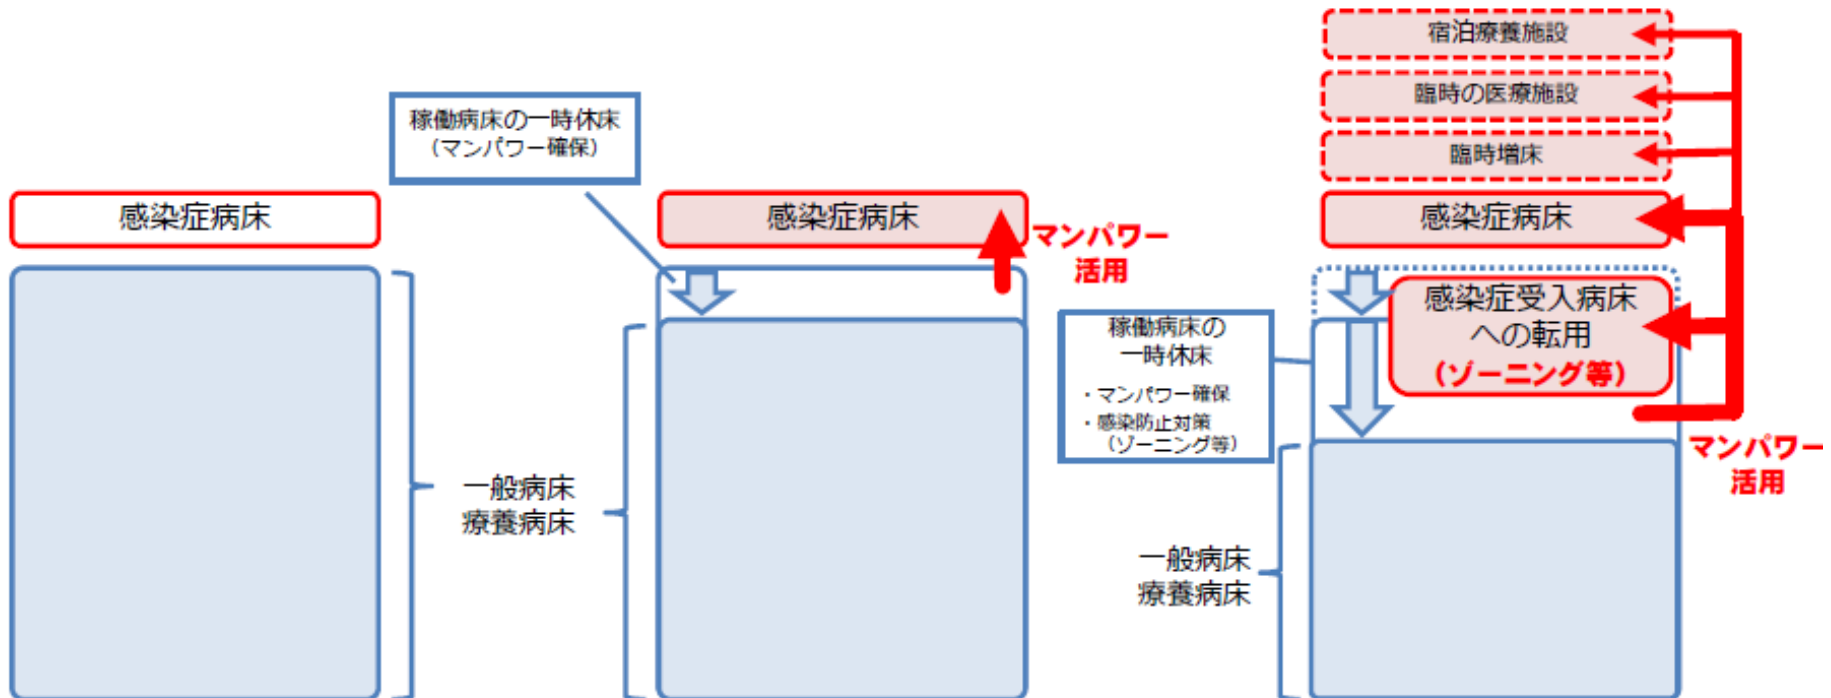 感染症病床
一般病床
療養病床
稼働病床の一時休床
(マンパワー確保)
感染症病床
マンパワー
活用
宿泊療養施設
臨時の医療施設
臨時増床
感染症病床
感染症受入病床
への転用
(ゾーニング等)
稼働病床の
一時休床
・マンパワー確保
・感染防止対策
(ゾーニング等)
マンパワー
活用
一般病床
療養病床